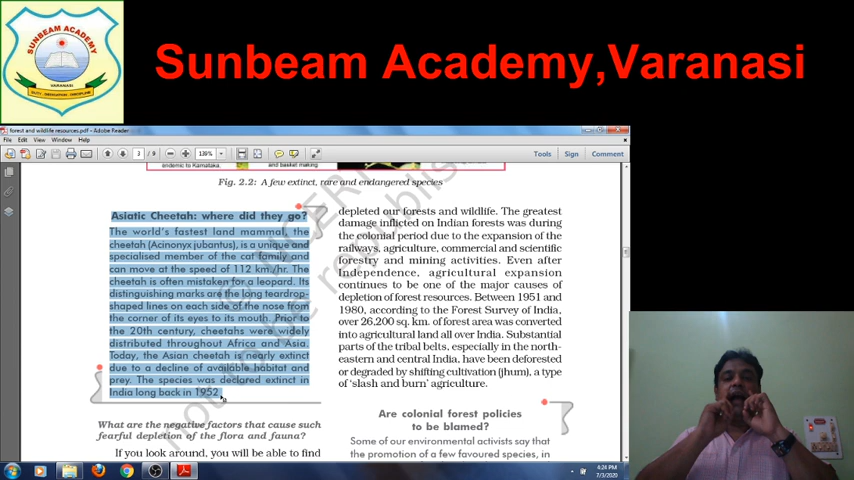 SUNBEAM ACADEMY
VARANASI
Sunbeam Academy,Varanasi
forest and wildlife resources.pdf - Adobe Reader
File Edit View Window Help
3 / 9
139%
Tools Sign Comment
endemic to Karnataka.
and basket making
Fig. 2.2: A few extinct, rare and endangered species
Asiatic Cheetah: where did they go?
The world's fastest land mammal, the
cheetah (Acinonyx jubantus), is a unique and
specialised member of the cat family and
can move at the speed of 112 km./hr. The
cheetah is often mistaken for a leopard. Its
distinguishing marks are the long teardrop-
shaped lines on each side of the nose from
the corner of its eyes to its mouth. Prior to
the 20th century, cheetahs were widely
distributed throughout Africa and Asia.
Today, the Asian cheetah is nearly extinct
due to a decline of available habitat and
prey. The species was declared extinct in
India long back in 1952.
What are the negative factors that cause such
fearful depletion of the flora and fauna?
If you look around, you will be able to find
depleted our forests and wildlife. The greatest
damage inflicted on Indian forests was during
the colonial period due to the expansion of the
railways, agriculture, commercial and scientific
forestry and mining activities. Even after
Independence, agricultural expansion
continues to be one of the major causes of
depletion of forest resources. Between 1951 and
1980, according to the Forest Survey of India,
over 26,200 sq. km. of forest area was converted
into agricultural land all over India. Substantial
parts of the tribal belts, especially in the north-
eastern and central India, have been deforested
or degraded by shifting cultivation (jhum), a type
of 'slash and burn' agriculture.
Are colonial forest policies
to be blamed?
Some of our environmental activists say that
the promotion of a few favoured species, in
4:24 PM
7/3/2020